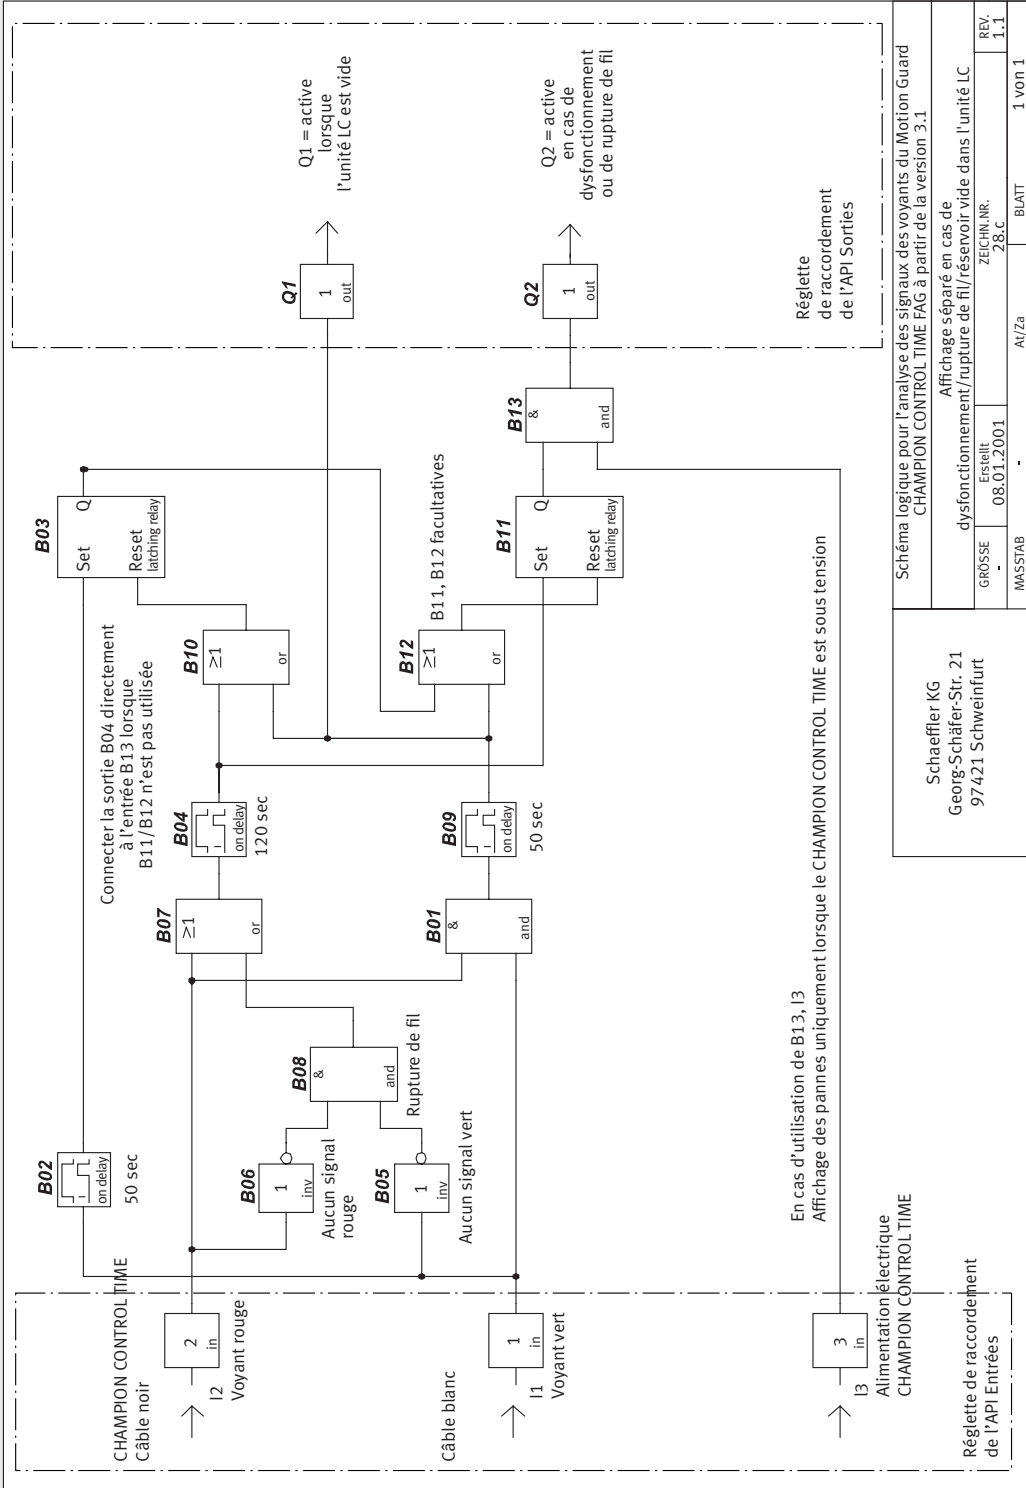 CHAMPION CONTROL TIME
Câble noir
2
in
I2
Voyant rouge
Câble blanc
1
in
I1
Voyant vert
3
in
I3
Alimentation électrique
CHAMPION CONTROL TIME
Réglette de raccordement
de l'API Entrées
B02
on delay
50 sec
B06
1
inv
Aucun signal
rouge
B05
1
inv
Aucun signal vert
B08
&
and
Rupture de fil
B07
≥1
or
B01
&
and
B04
on delay
120 sec
B09
on delay
50 sec
Connecter la sortie B04 directement
à l'entrée B13 lorsque
B11/B12 n'est pas utilisée
B10
≥1
or
B12
≥1
or
B11, B12 facultatives
B03
Set
Q
Reset
latching relay
B11
Set
Q
Reset
latching relay
B13
&
and
En cas d'utilisation de B13, I3
Affichage des pannes uniquement lorsque le CHAMPION CONTROL TIME est sous tension
Q1
1
out
Q1 = active
lorsque
l'unité LC est vide
Q2
1
out
Q2 = active
en cas de
dysfonctionnement
ou de rupture de fil
Réglette
de raccordement
de l'API Sorties
Schaeffler KG
Georg-Schäfer-Str. 21
97421 Schweinfurt
Schéma logique pour l'analyse des signaux des voyants du Motion Guard
CHAMPION CONTROL TIME FAG à partir de la version 3.1
Affichage séparé en cas de
dysfonctionnement/rupture de fil/réservoir vide dans l'unité LC
GRÖSSE
-
Erstellt
08.01.2001
ZEICHN.NR.
28.c
REV.
1.1
MASSTAB
-
At/Za
BLATT
1 von 1